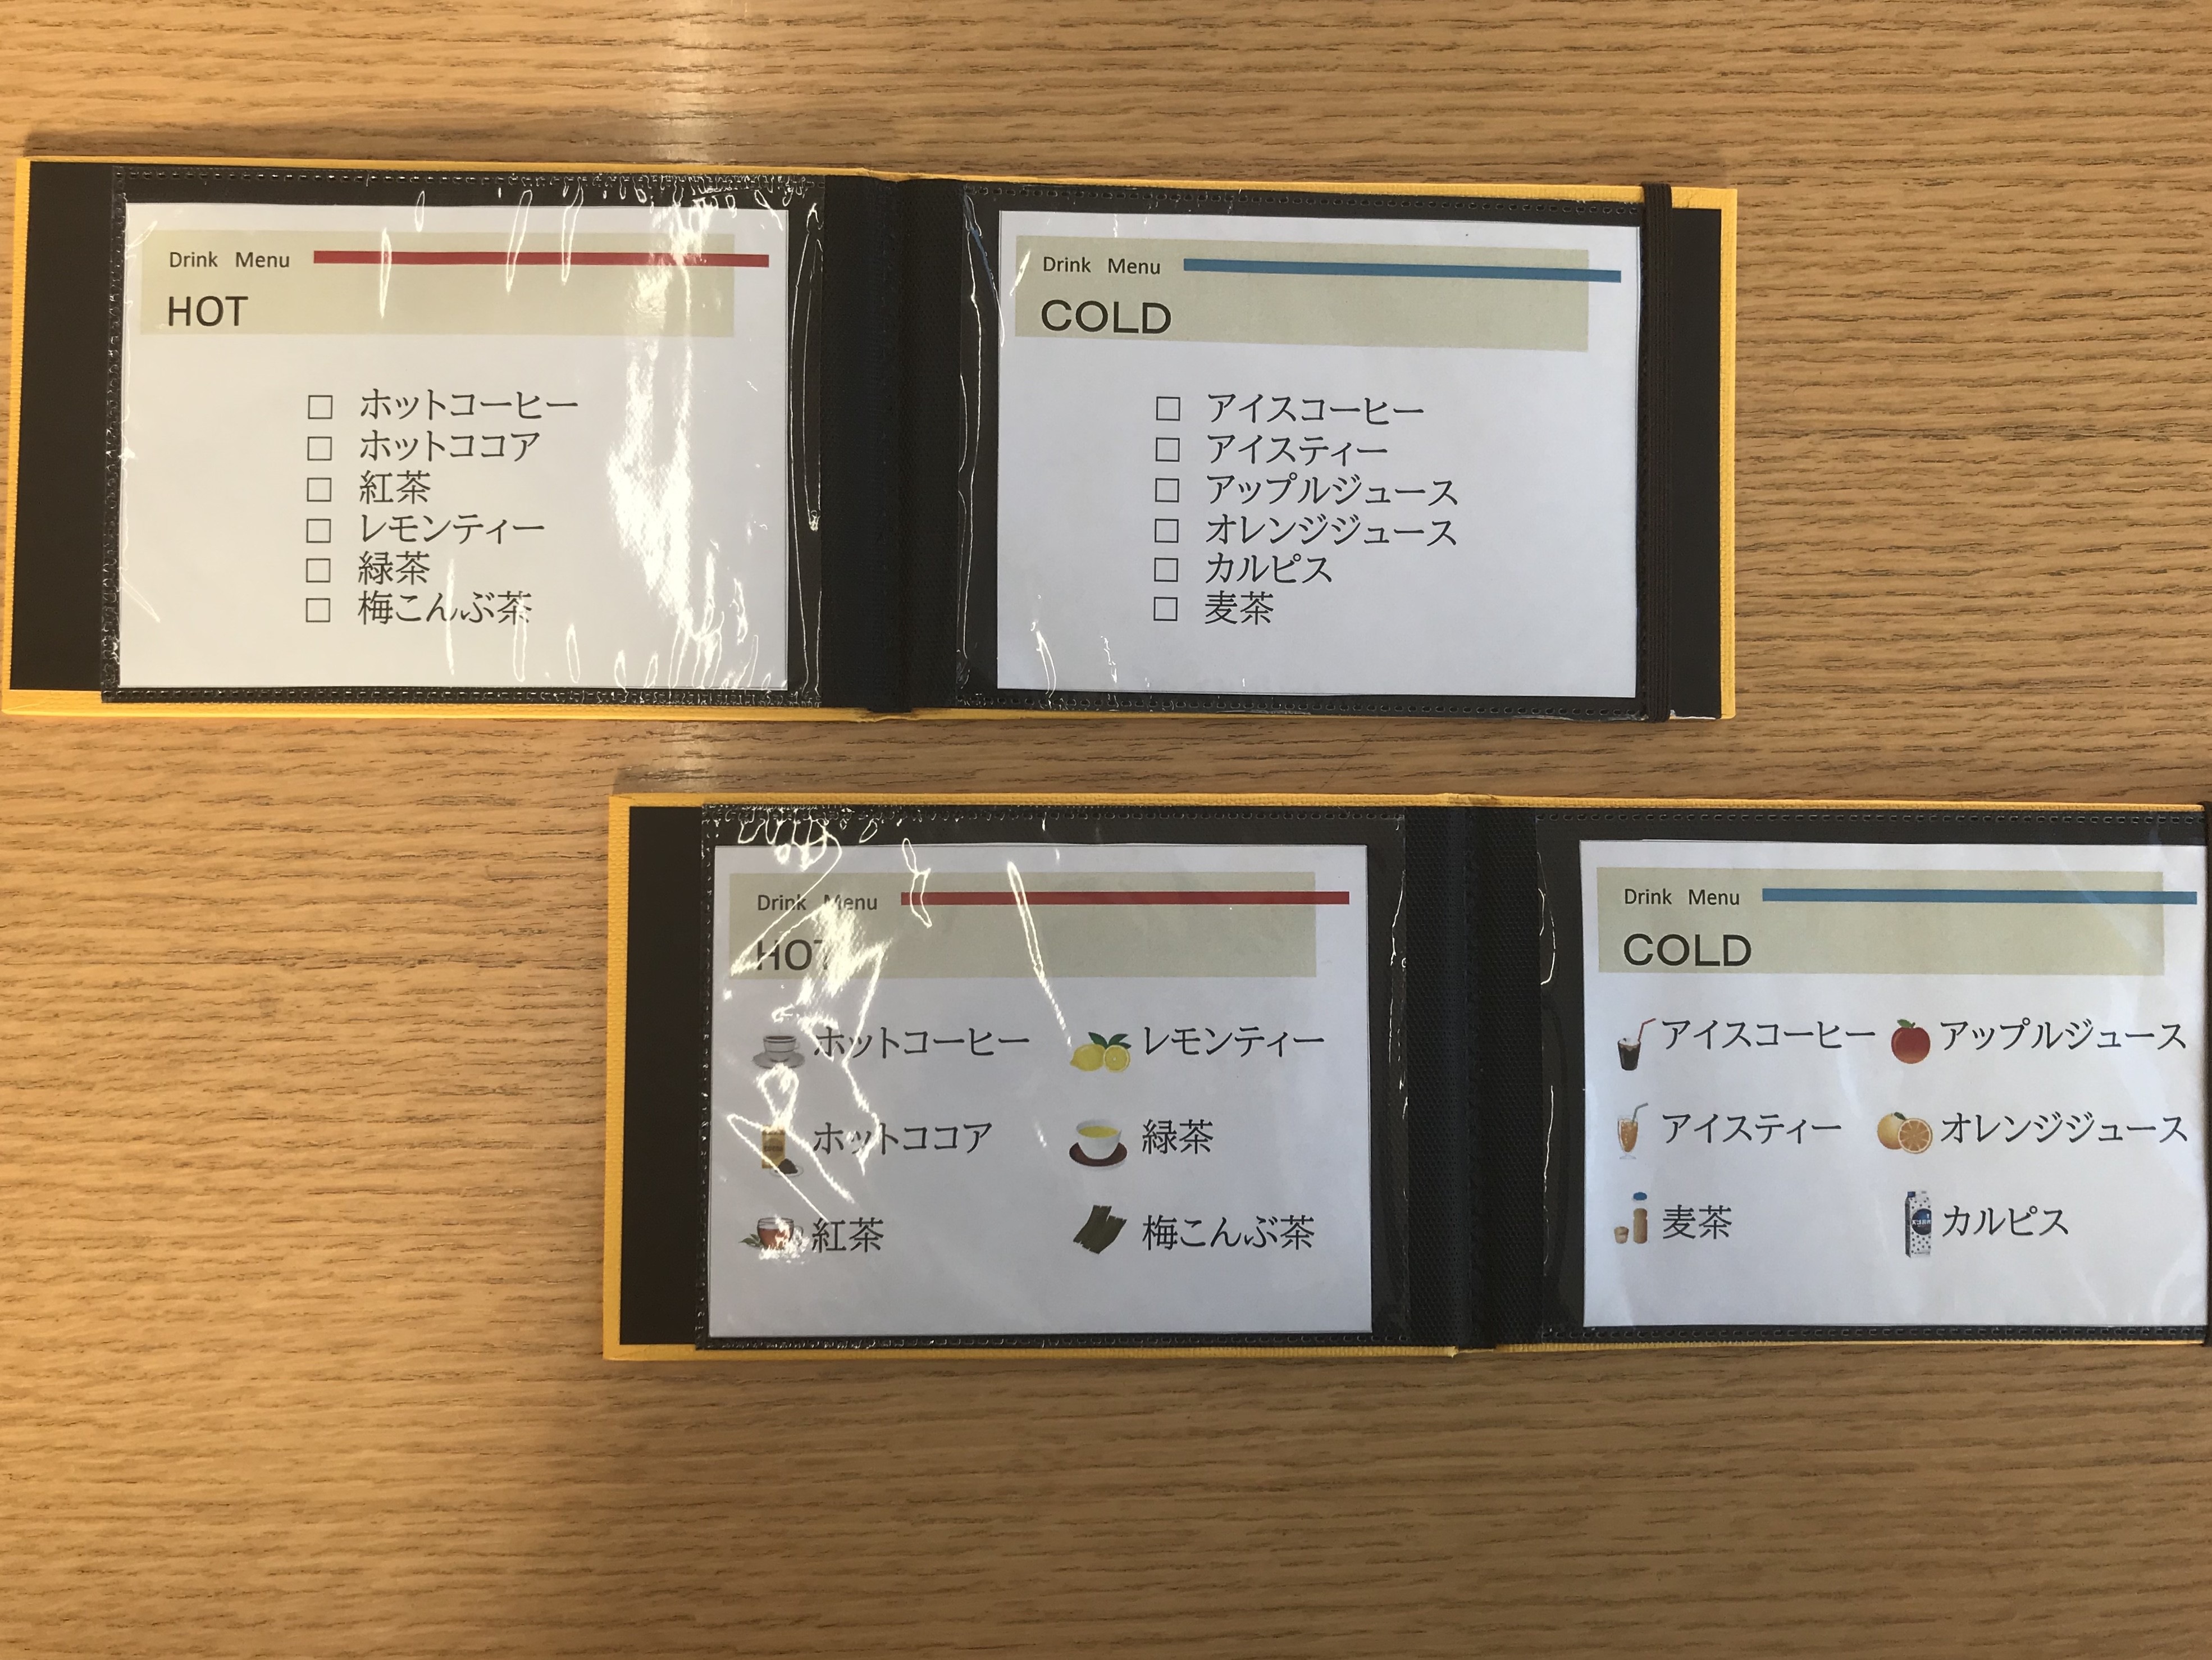 Drink Menu
HOT
□ ホットコーヒー
□ ホットココア
□ 紅茶
□ レモンティー
□ 緑茶
□ 梅こんぶ茶
Drink Menu
COLD
□ アイスコーヒー
□ アイスティー
□ アップルジュース
□ オレンジジュース
□ カルピス
□ 麦茶
Drink Menu
HOT
ホットコーヒー レモンティー
ホットココア 緑茶
紅茶 梅こんぶ茶
Drink Menu
COLD
アイスコーヒー アップルジュース
アイスティー オレンジジュース
麦茶 カルピス